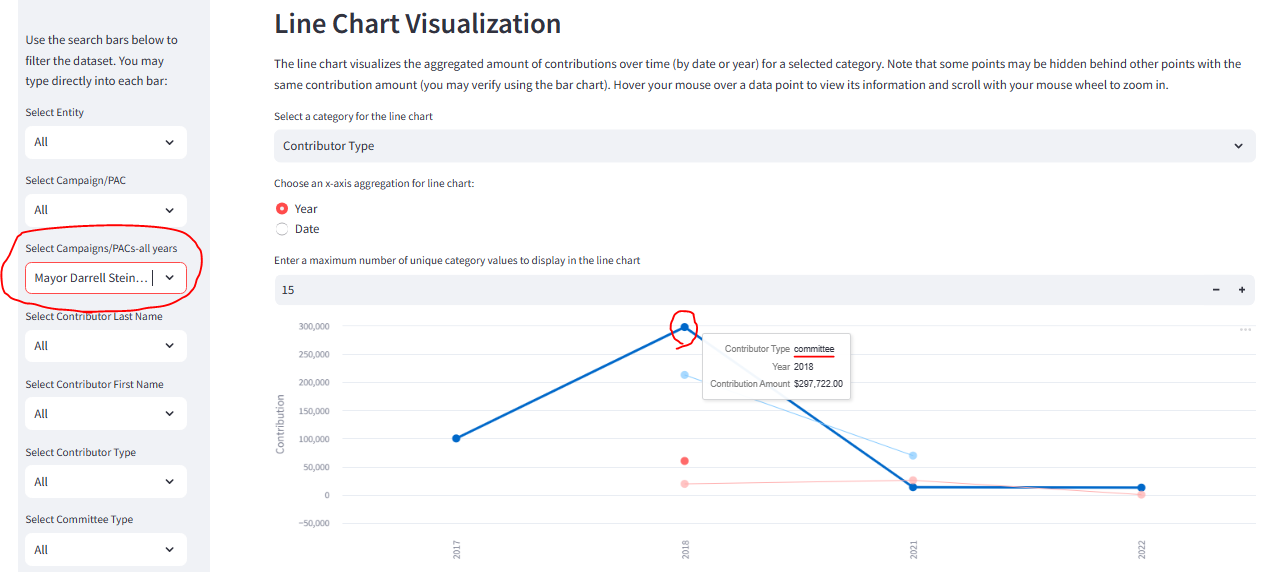 Line Chart Visualization
Use the search bars below to
filter the dataset. You may
type directly into each bar:
Select Entity
All
Select Campaign/PAC
All
Select Campaigns/PACs-all years
Mayor Darrell Stein...
Select Contributor Last Name
All
Select Contributor First Name
All
Select Contributor Type
All
Select Committee Type
All
The line chart visualizes the aggregated amount of contributions over time (by date or year) for a selected category. Note that some points may be hidden behind other points with the
same contribution amount (you may verify using the bar chart). Hover your mouse over a data point to view its information and scroll with your mouse wheel to zoom in.
Select a category for the line chart
Contributor Type
Choose an x-axis aggregation for line chart:
Year
Date
Enter a maximum number of unique category values to display in the line chart
15
Contribution
300,000
250,000
200,000
150,000
100,000
50,000
0
−50,000
Contributor Type committee
Year 2018
Contribution Amount $297,722.00
2017
2018
2021
2022